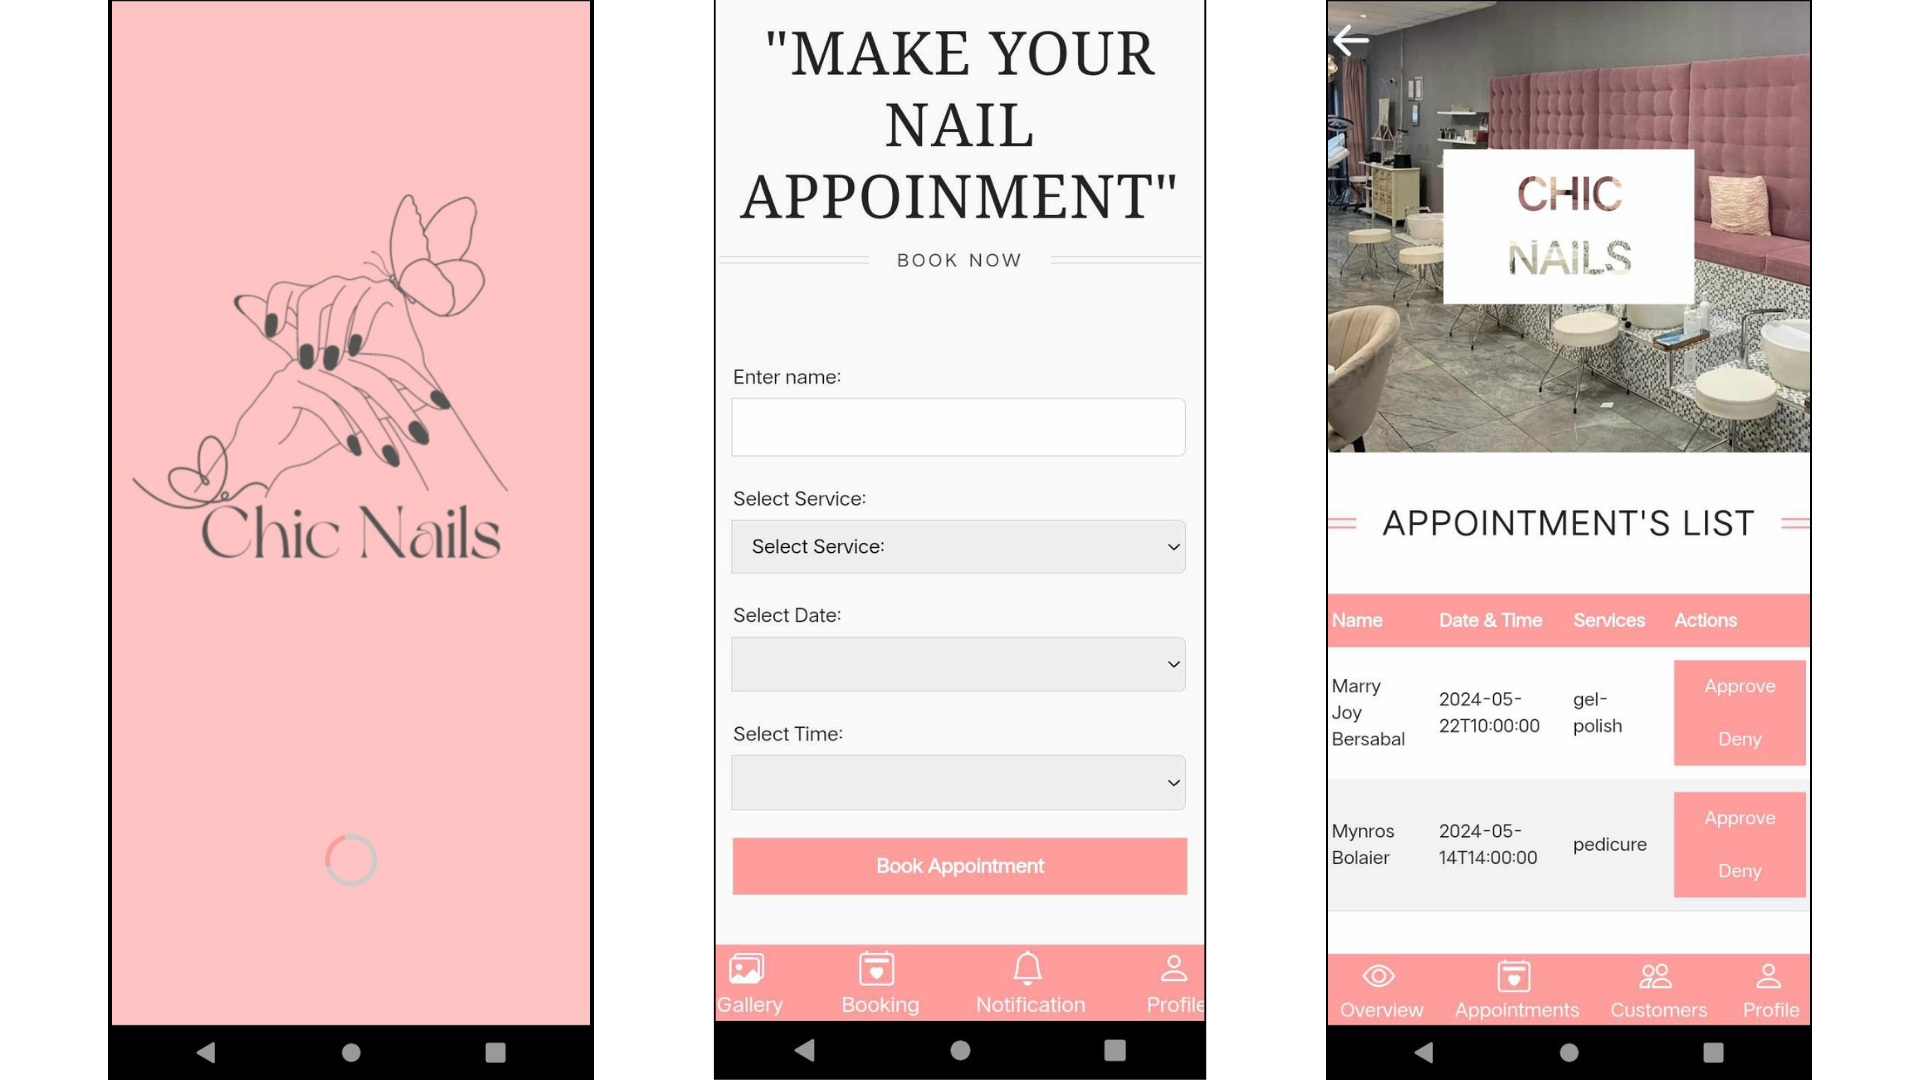 Chic Nails
"MAKE YOUR
NAIL
APPOINMENT"
BOOK NOW
Enter name:
Select Service:
Select Service:
Select Date:
Select Time:
Book Appointment
Gallery Booking Notification Profile
CHIC
NAILS
APPOINTMENT'S LIST
Name Date & Time Services Actions
Marry
Joy
Bersabal
2024-05-
22T10:00:00
gel-
polish
Approve
Deny
Mynros
Bolaier
2024-05-
14T14:00:00
pedicure
Approve
Deny
Overview Appointments Customers Profile